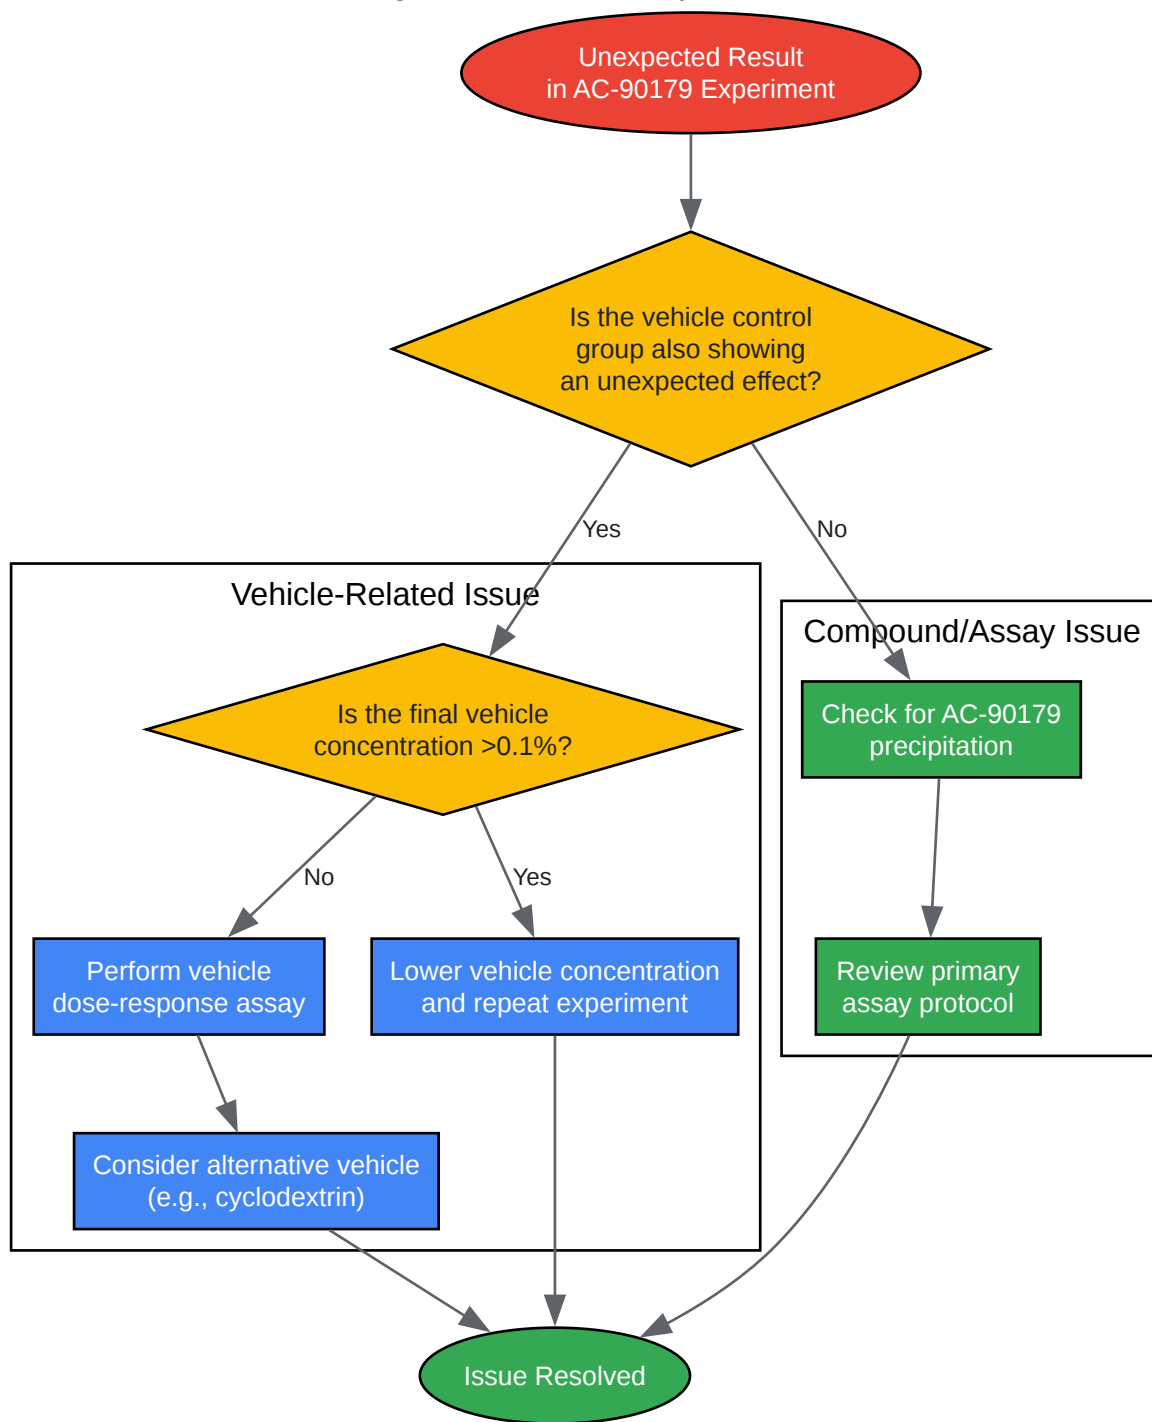 Unexpected Result
in AC-90179 Experiment
Is the vehicle control
group also showing
an unexpected effect?
Yes
No
Vehicle-Related Issue
Compound/Assay Issue
Is the final vehicle
concentration >0.1%?
Check for AC-90179
precipitation
No
Yes
Perform vehicle
dose-response assay
Lower vehicle concentration
and repeat experiment
Review primary
assay protocol
Consider alternative vehicle
(e.g., cyclodextrin)
Issue Resolved